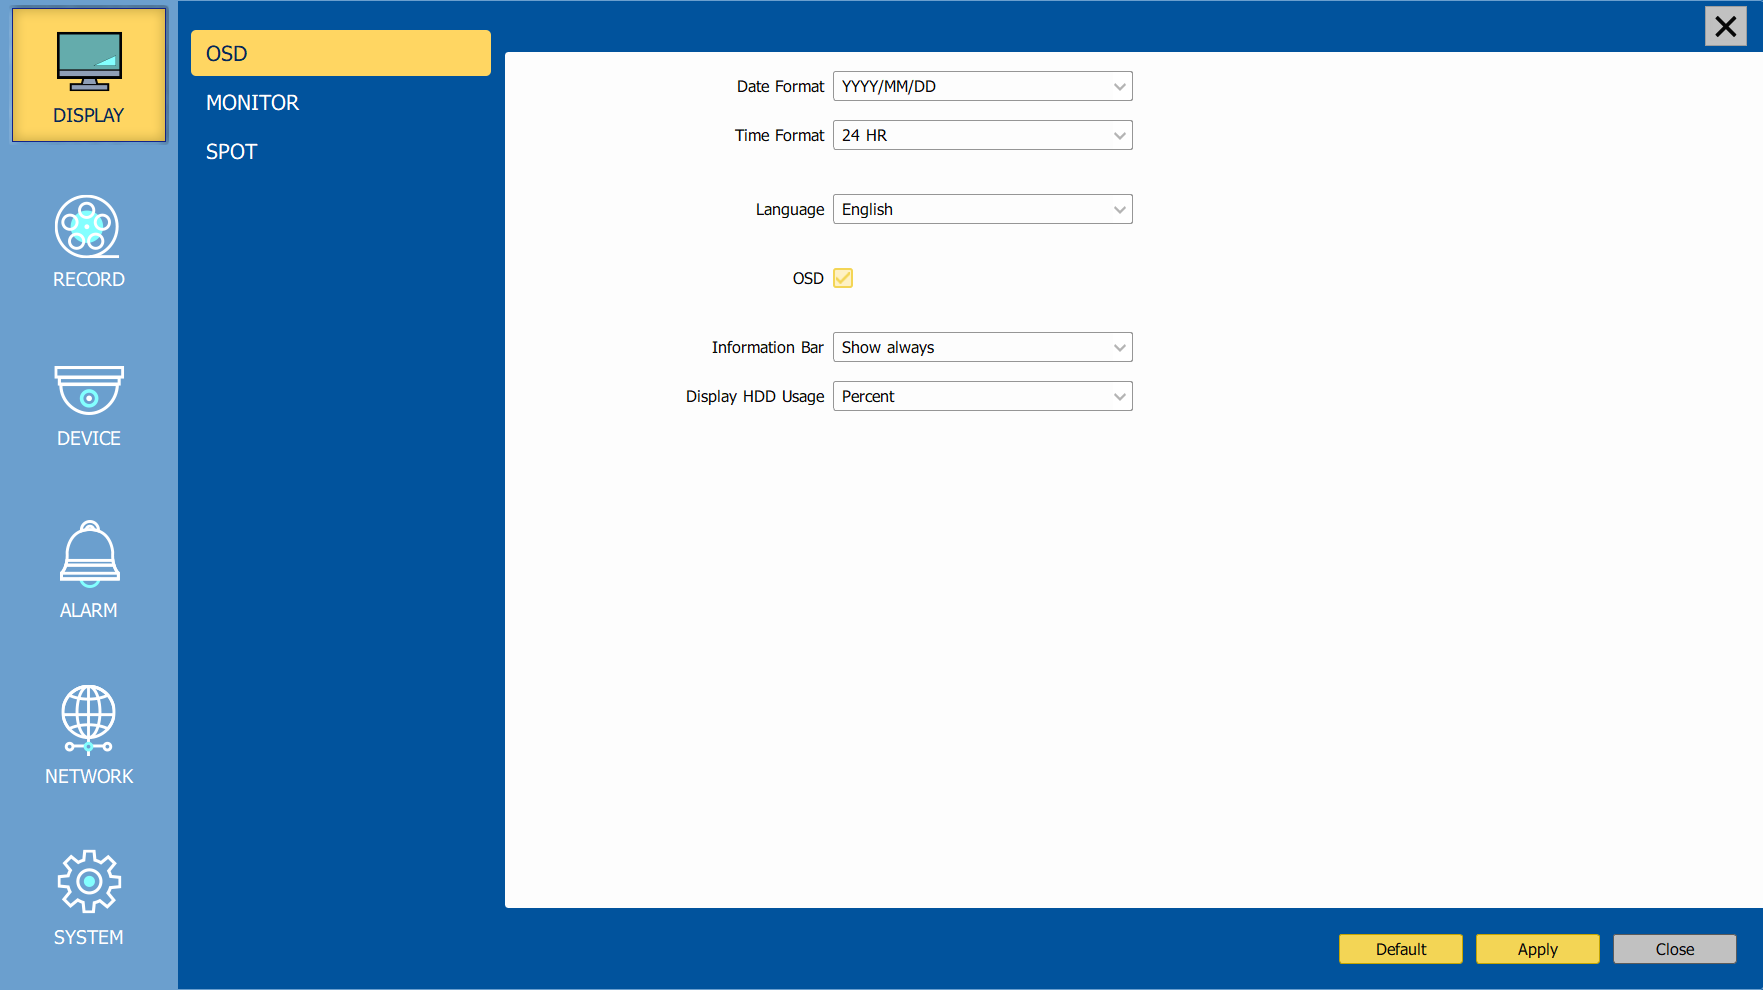 DISPLAY
RECORD
DEVICE
ALARM
NETWORK
SYSTEM
OSD
MONITOR
SPOT
Date Format YYYY/MM/DD
Time Format 24 HR
Language English
OSD
Information Bar Show always
Display HDD Usage Percent
Default Apply Close